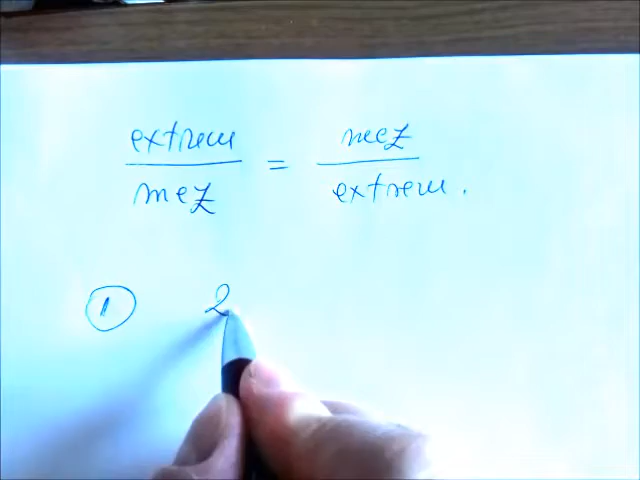 extrem / mez = mez / extrem.
① 2